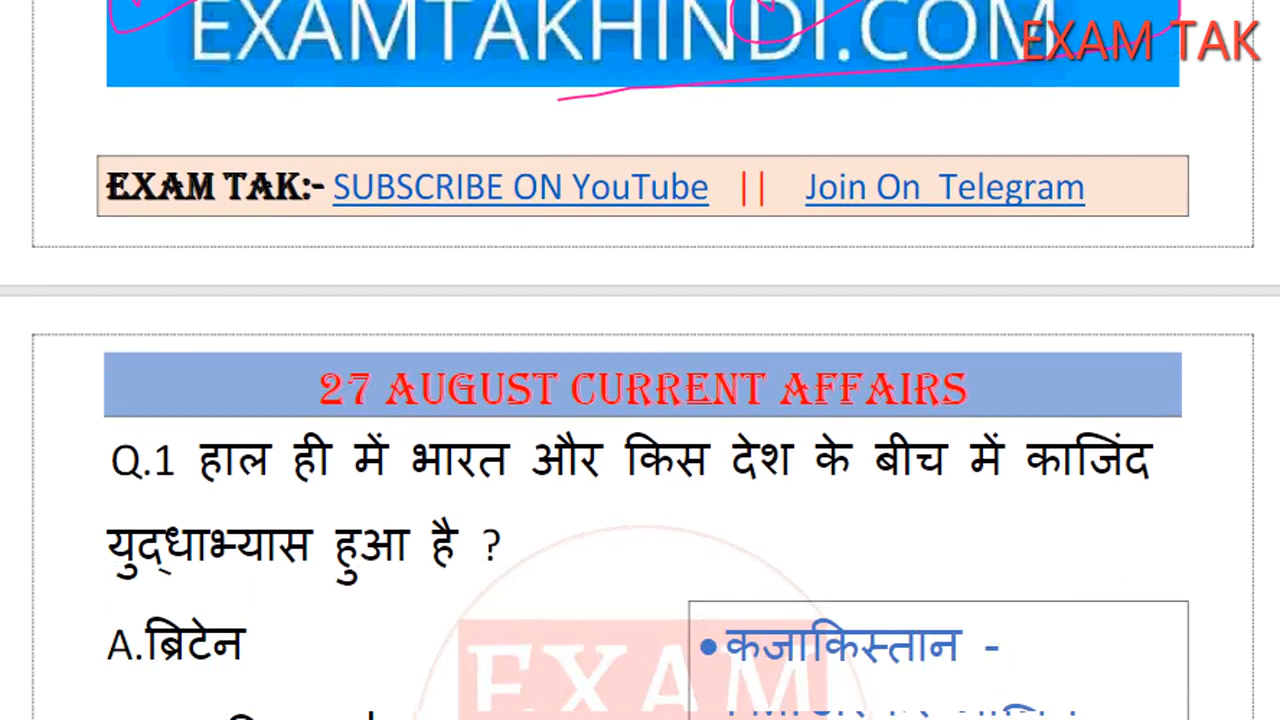 EXAMTAKHINDI.COM
EXAM TAK
EXAM TAK:- SUBSCRIBE ON YouTube || Join On Telegram
27 AUGUST CURRENT AFFAIRS
Q.1 हाल ही में भारत और किस देश के बीच में काजिंद
युद्धाभ्यास हुआ है ?
A.ब्रिटेन
•कजाकिस्तान -
EXAM